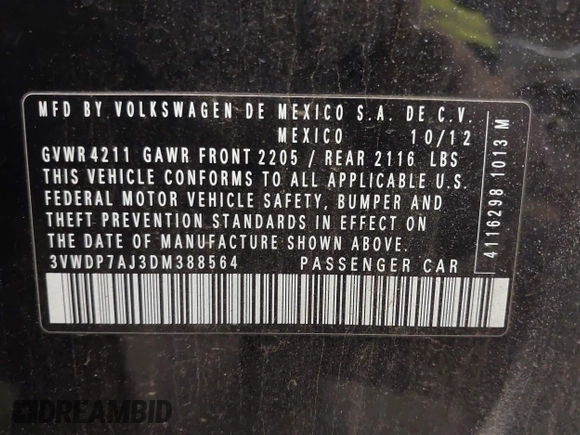 MFD BY VOLKSWAGEN DE MEXICO S.A. DE C.V.
MEXICO 10/12
GVWR 4211 GAWR FRONT 2205 / REAR 2116 LBS
THIS VEHICLE CONFORMS TO ALL APPLICABLE U.S.
FEDERAL MOTOR VEHICLE SAFETY, BUMPER AND
THEFT PREVENTION STANDARDS IN EFFECT ON
THE DATE OF MANUFACTURE SHOWN ABOVE.
3VWDP7AJ3DM388564 PASSENGER CAR
4116298 1013 M
DREAMBID